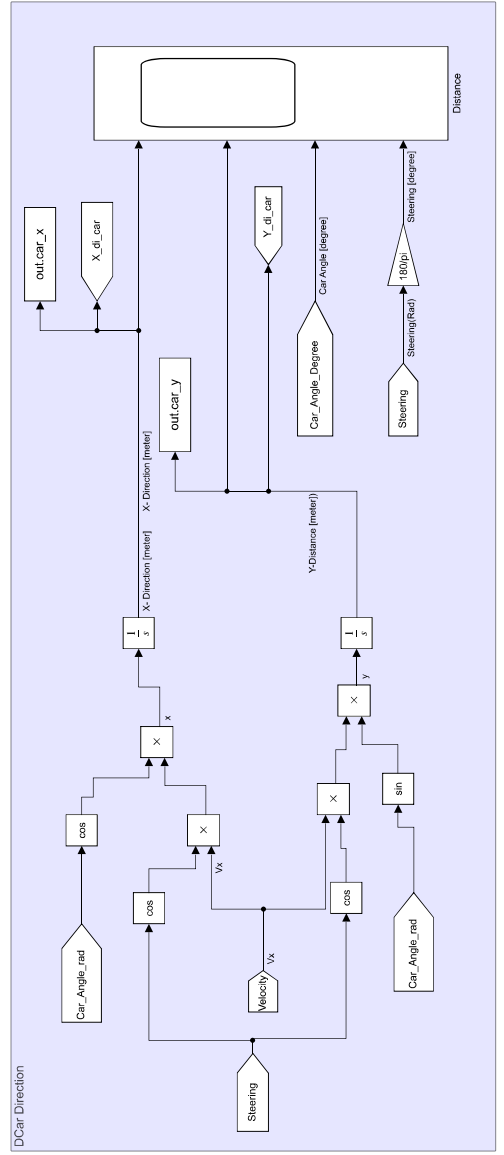 DCar Direction
Steering
Velocity
Vx
Car_Angle_rad
cos
cos
Vx
×
×
x
1
s
X- Direction [meter]
X- Direction [meter]
out.car_x
X_di_car
Car_Angle_rad
cos
sin
×
×
y
1
s
Y-Distance [meter])
out.car_y
Y_di_car
Car_Angle_Degree
Car Angle [degree]
Steering
Steering(Rad)
180/pi
Steering [degree]
Distance